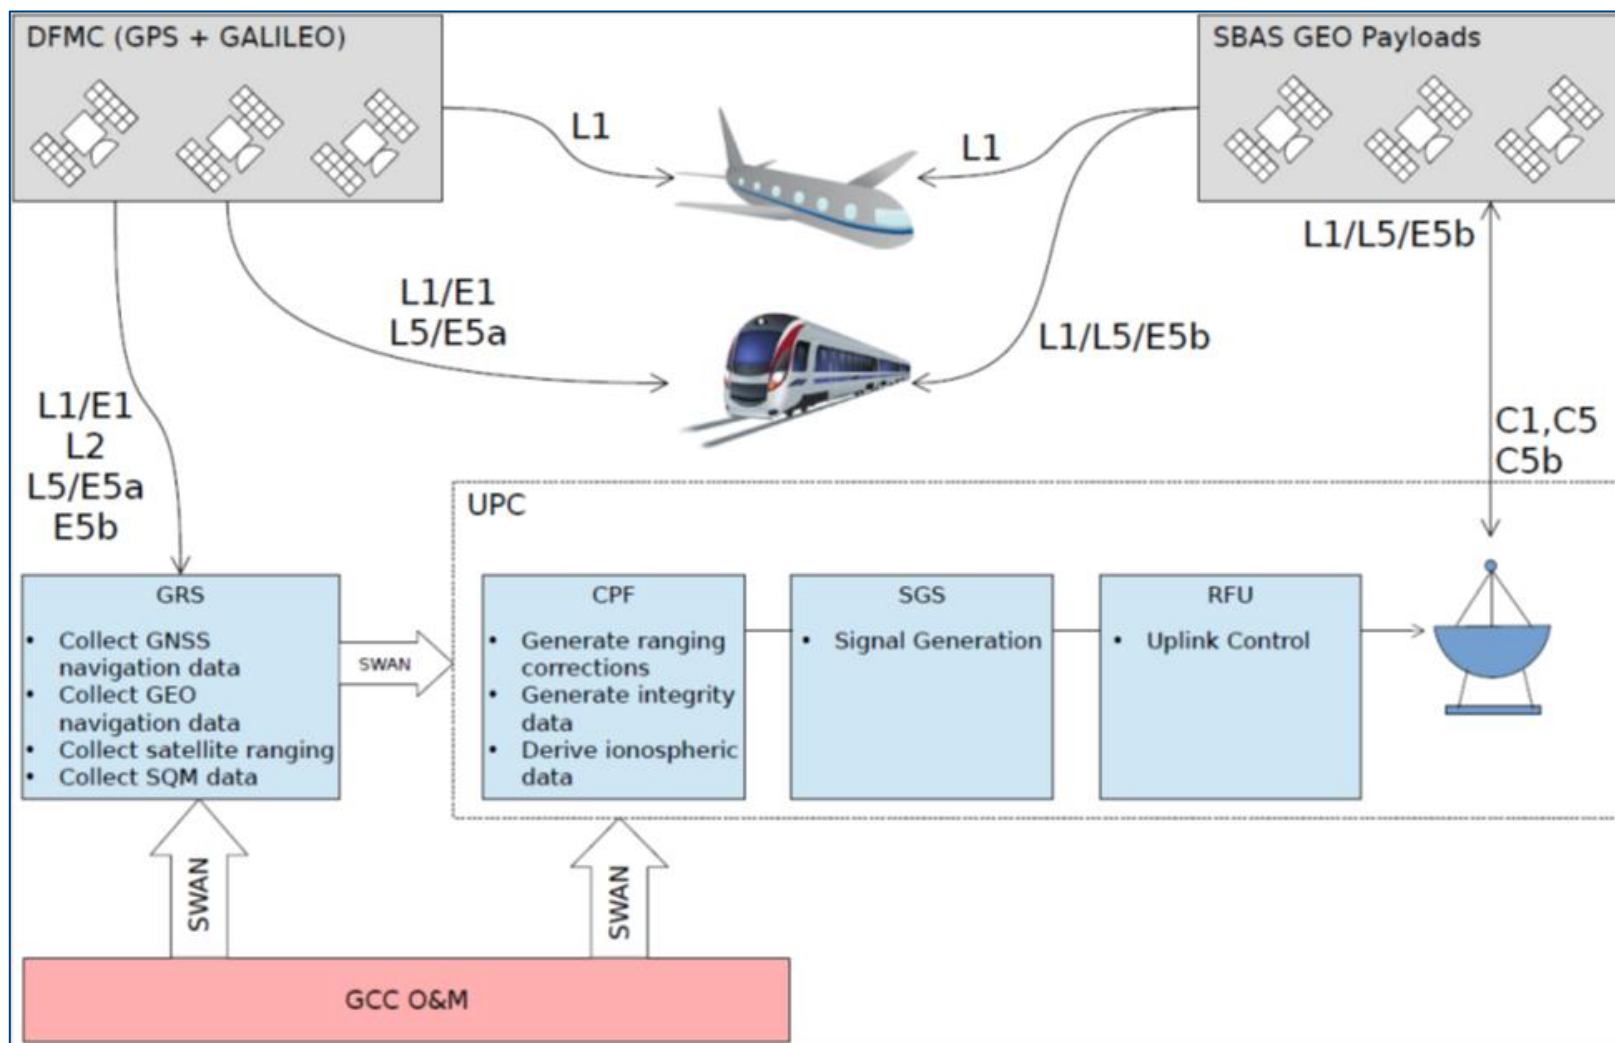 DFMC (GPS + GALILEO)
SBAS GEO Payloads
L1
L1
L1/L5/E5b
L1/E1
L5/E5a
L1/L5/E5b
L1/E1
L2
L5/E5a
E5b
C1,C5
C5b
UPC
GRS
• Collect GNSS
navigation data
• Collect GEO
navigation data
• Collect satellite ranging
• Collect SQM data
SWAN
CPF
• Generate ranging
corrections
• Generate integrity
data
• Derive ionospheric
data
SGS
• Signal Generation
RFU
• Uplink Control
SWAN
SWAN
GCC O&M